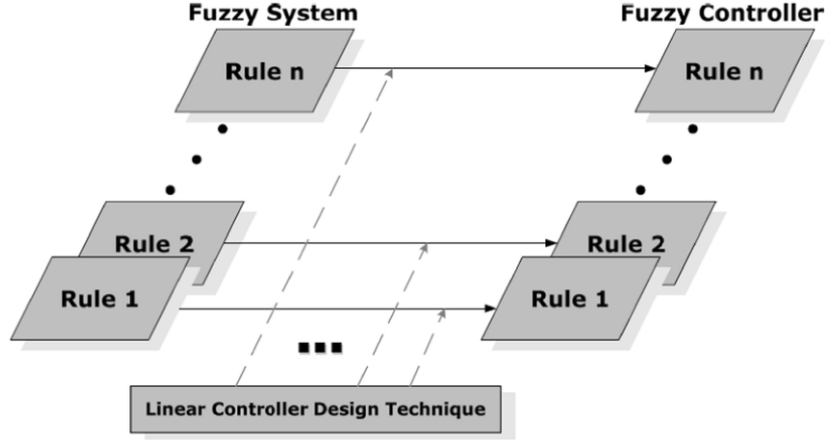 Fuzzy System
Fuzzy Controller
Rule n
Rule n
Rule 2
Rule 2
Rule 1
Rule 1
Linear Controller Design Technique